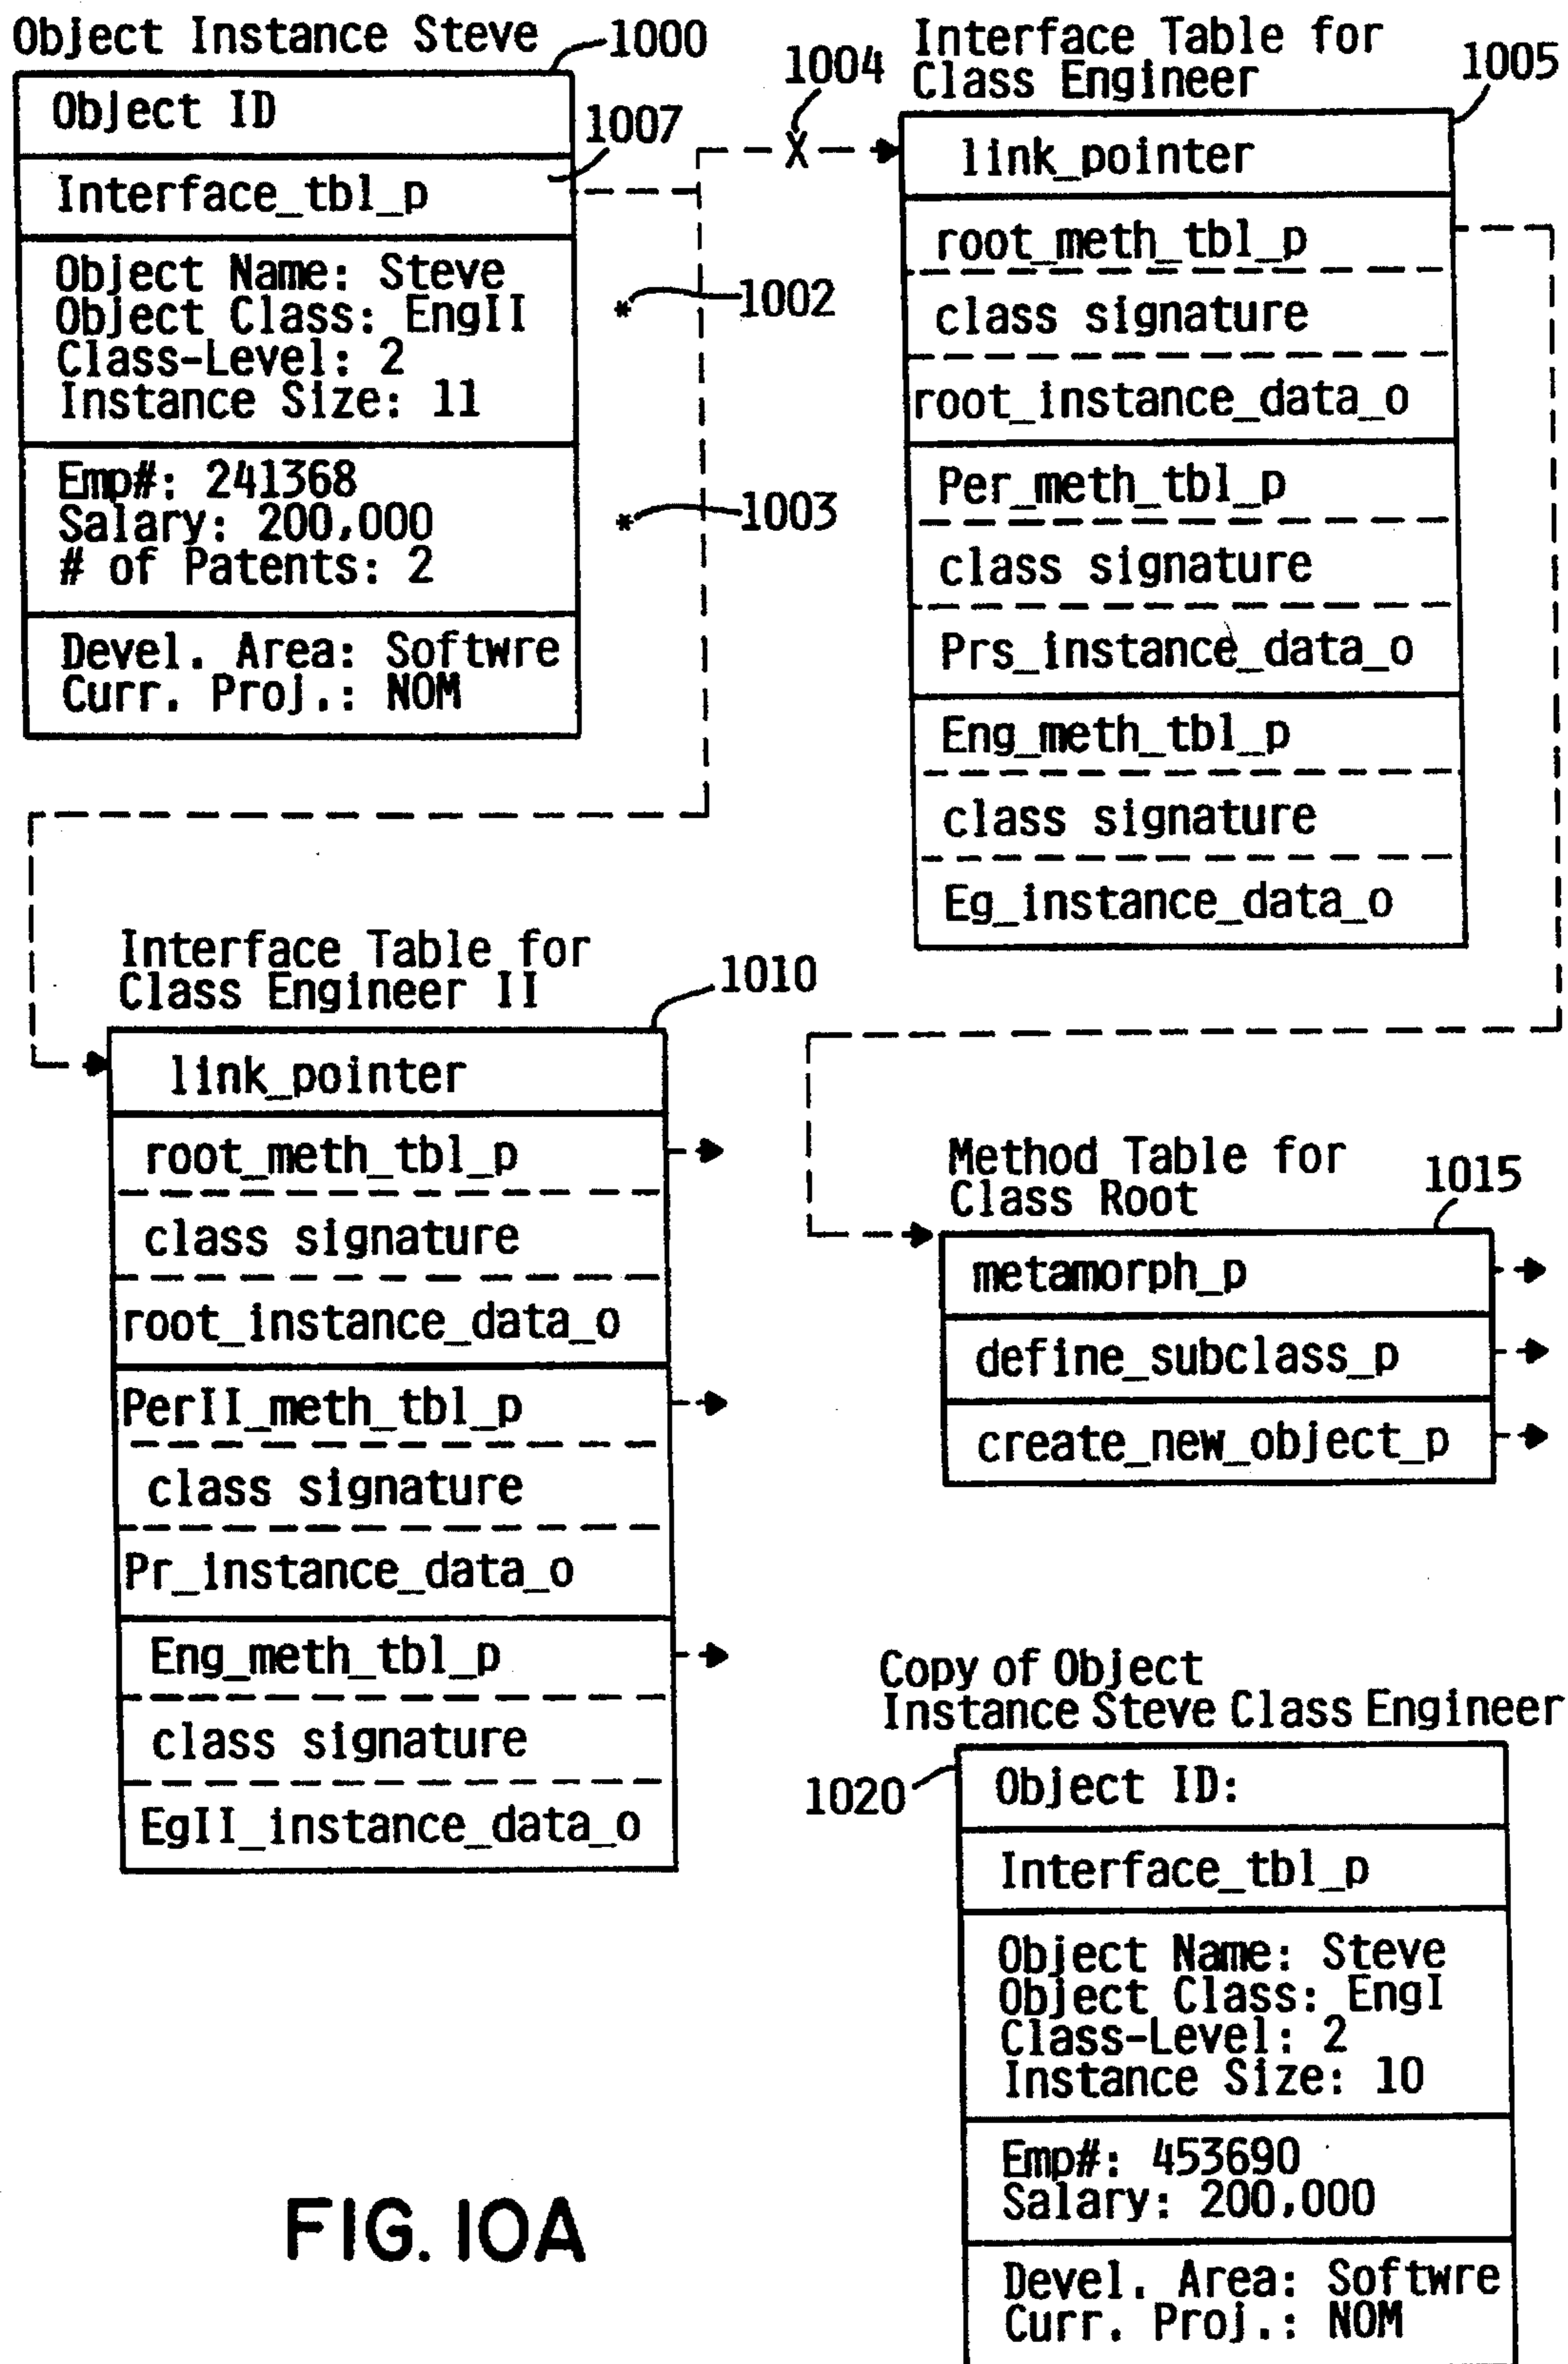 Object Instance Steve
1000
Object ID
1007
Interface_tbl_p
Object Name: Steve
Object Class: EngII
Class-Level: 2
Instance Size: 11
* 1002
Emp#: 241368
Salary: 200,000
# of Patents: 2
* 1003
Devel. Area: Softwre
Curr. Proj.: NOM
1004
X
Interface Table for
Class Engineer
1005
link_pointer
root_meth_tbl_p
class signature
root_instance_data_o
Per_meth_tbl_p
class signature
Prs_instance_data_o
Eng_meth_tbl_p
class signature
Eg_instance_data_o
Interface Table for
Class Engineer II
1010
link_pointer
root_meth_tbl_p
class signature
root_instance_data_o
PerII_meth_tbl_p
class signature
Pr_instance_data_o
Eng_meth_tbl_p
class signature
EgII_instance_data_o
Method Table for
Class Root
1015
metamorph_p
define_subclass_p
create_new_object_p
Copy of Object
Instance Steve Class Engineer
1020
Object ID:
Interface_tbl_p
Object Name: Steve
Object Class: EngI
Class-Level: 2
Instance Size: 10
Emp#: 453690
Salary: 200,000
Devel. Area: Softwre
Curr. Proj.: NOM
FIG. 10A